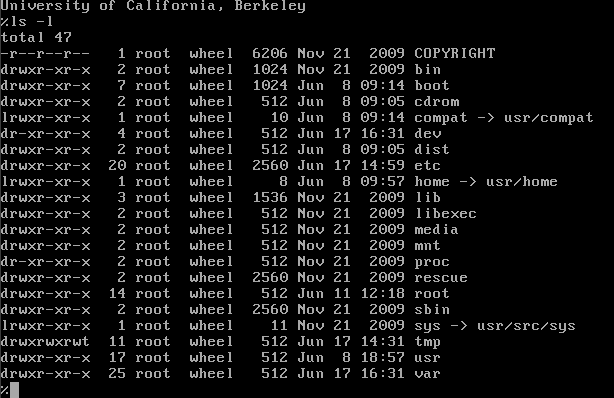 University of California, Berkeley
%ls -l
total 47
-r--r--r--   1 root  wheel  6206 Nov 21  2009 COPYRIGHT
drwxr-xr-x   2 root  wheel  1024 Nov 21  2009 bin
drwxr-xr-x   7 root  wheel  1024 Jun  8 09:14 boot
drwxr-xr-x   2 root  wheel   512 Jun  8 09:05 cdrom
lrwxr-xr-x   1 root  wheel    10 Jun  8 09:14 compat -> usr/compat
dr-xr-xr-x   4 root  wheel   512 Jun 17 16:31 dev
drwxr-xr-x   2 root  wheel   512 Jun  8 09:05 dist
drwxr-xr-x  20 root  wheel  2560 Jun 17 14:59 etc
lrwxr-xr-x   1 root  wheel     8 Jun  8 09:57 home -> usr/home
drwxr-xr-x   3 root  wheel  1536 Nov 21  2009 lib
drwxr-xr-x   2 root  wheel   512 Nov 21  2009 libexec
drwxr-xr-x   2 root  wheel   512 Nov 21  2009 media
drwxr-xr-x   2 root  wheel   512 Nov 21  2009 mnt
dr-xr-xr-x   2 root  wheel   512 Nov 21  2009 proc
drwxr-xr-x   2 root  wheel  2560 Nov 21  2009 rescue
drwxr-xr-x  14 root  wheel   512 Jun 11 12:18 root
drwxr-xr-x   2 root  wheel  2560 Nov 21  2009 sbin
lrwxr-xr-x   1 root  wheel    11 Nov 21  2009 sys -> usr/src/sys
drwxrwxrwt  11 root  wheel   512 Jun 17 14:31 tmp
drwxr-xr-x  17 root  wheel   512 Jun  8 18:57 usr
drwxr-xr-x  25 root  wheel   512 Jun 17 16:31 var
%